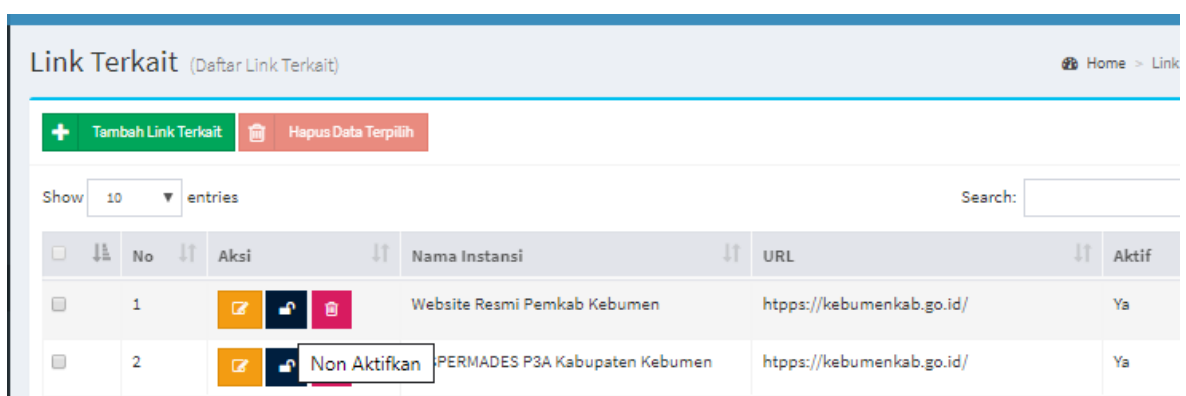 Link Terkait (Daftar Link Terkait) Home > Link
Tambah Link Terkait Hapus Data Terpilih
Show 10 entries Search:
No Aksi Nama Instansi URL Aktif
1 Website Resmi Pemkab Kebumen htpps://kebumenkab.go.id/ Ya
2 Non Aktifkan PERMADES P3A Kabupaten Kebumen htpps://kebumenkab.go.id/ Ya